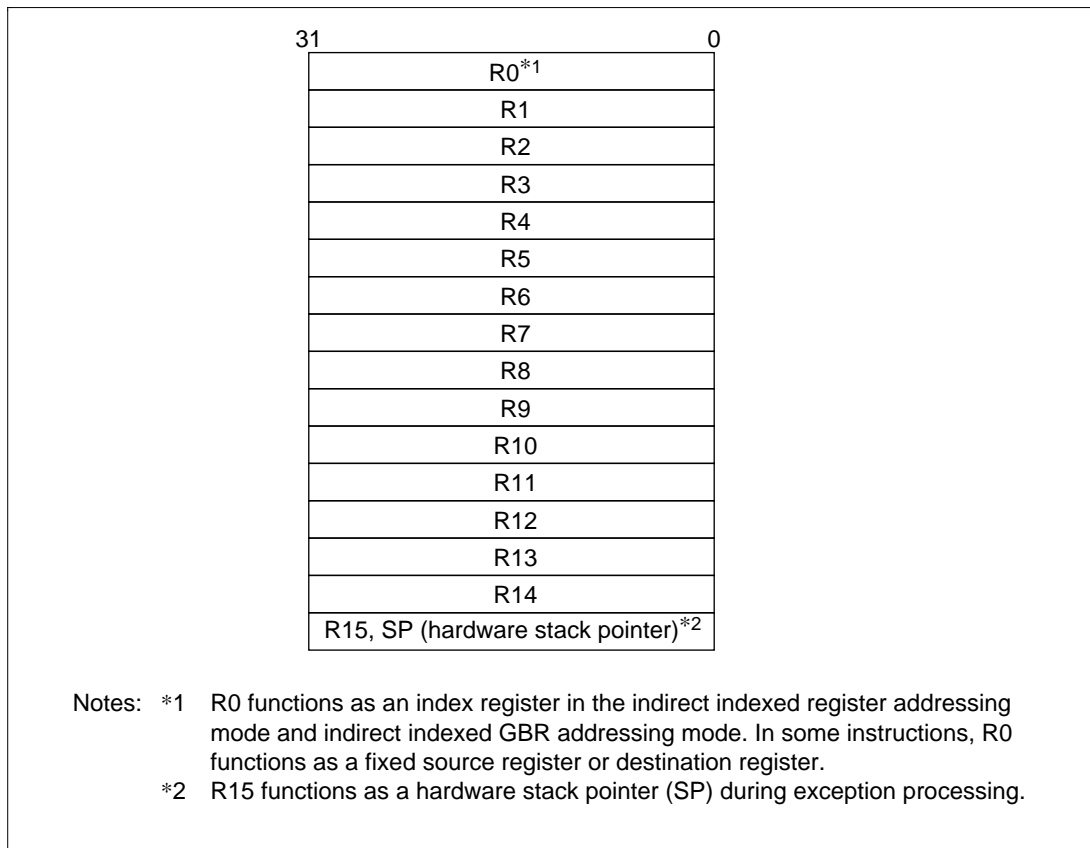 31 0
R0*1
R1
R2
R3
R4
R5
R6
R7
R8
R9
R10
R11
R12
R13
R14
R15, SP (hardware stack pointer)*2
Notes: *1 R0 functions as an index register in the indirect indexed register addressing
mode and indirect indexed GBR addressing mode. In some instructions, R0
functions as a fixed source register or destination register.
*2 R15 functions as a hardware stack pointer (SP) during exception processing.